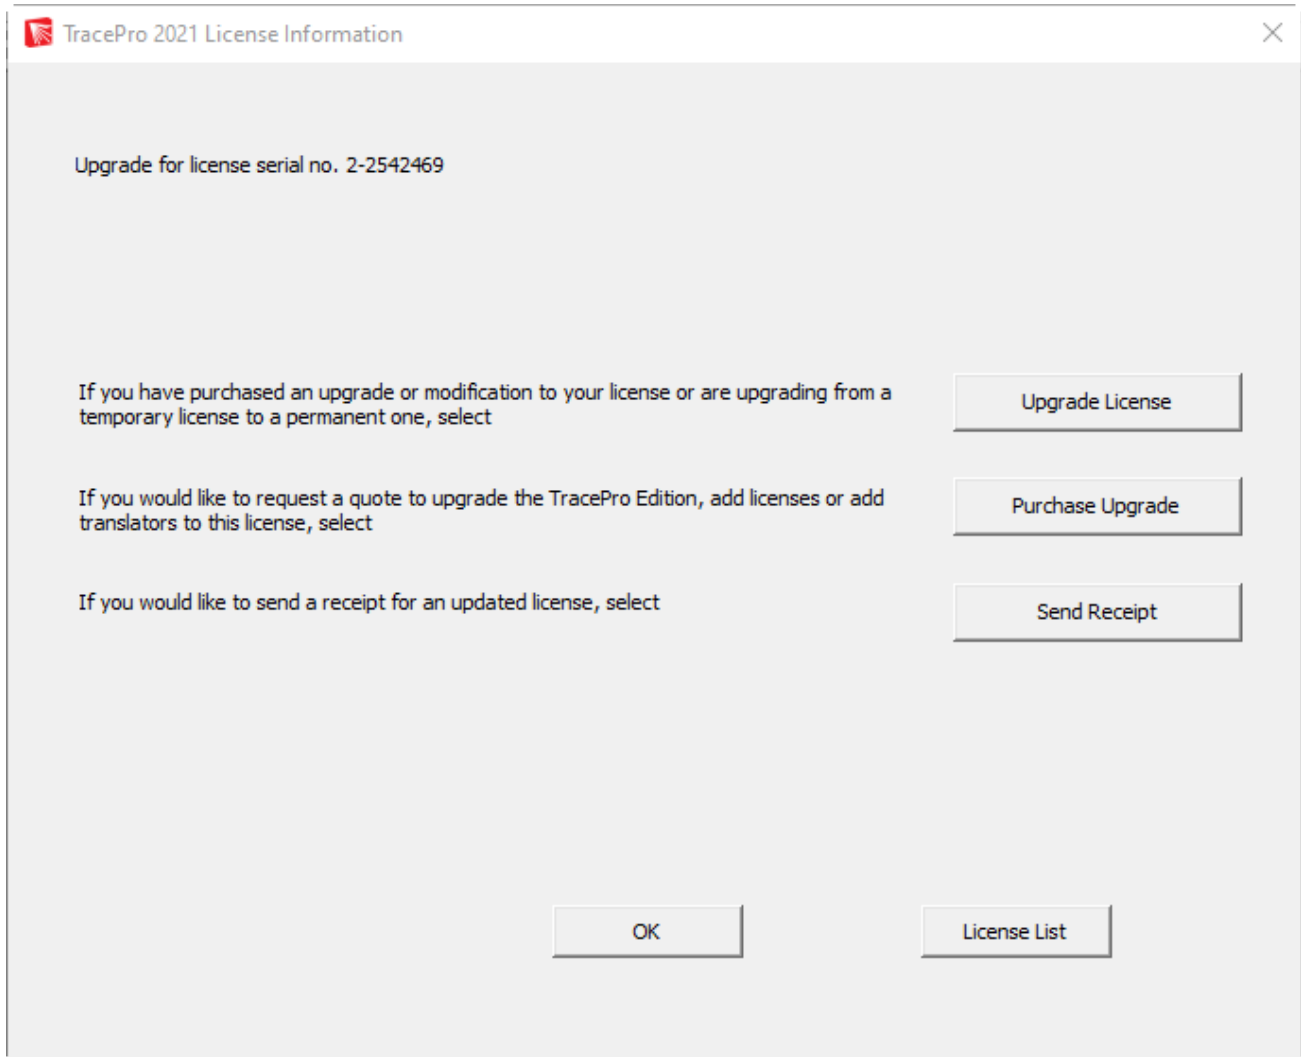 TracePro 2021 License Information
Upgrade for license serial no. 2-2542469
If you have purchased an upgrade or modification to your license or are upgrading from a
temporary license to a permanent one, select
Upgrade License
If you would like to request a quote to upgrade the TracePro Edition, add licenses or add
translators to this license, select
Purchase Upgrade
If you would like to send a receipt for an updated license, select
Send Receipt
OK
License List